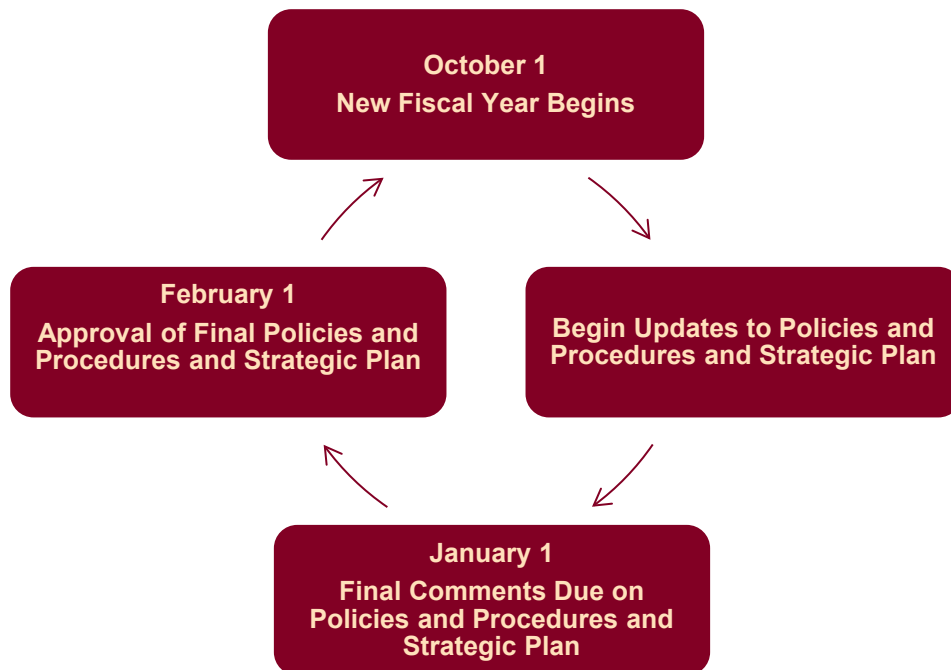 October 1
New Fiscal Year Begins
Begin Updates to Policies and
Procedures and Strategic Plan
January 1
Final Comments Due on
Policies and Procedures and
Strategic Plan
February 1
Approval of Final Policies and
Procedures and Strategic Plan